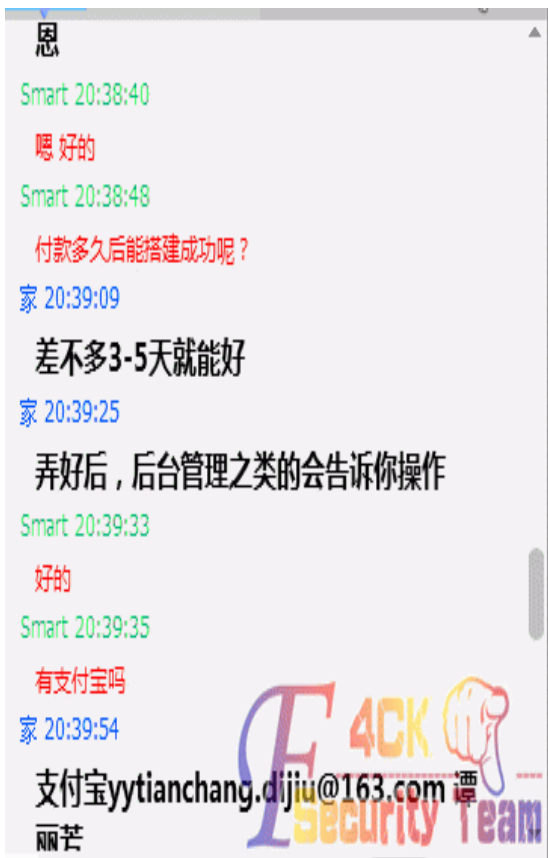 恩
Smart 20:38:40
嗯 好的
Smart 20:38:48
付款多久后能搭建成功呢？
家 20:39:09
差不多3-5天就能好
家 20:39:25
弄好后，后台管理之类的会告诉你操作
Smart 20:39:33
好的
Smart 20:39:35
有支付宝吗
家 20:39:54
支付宝yytianchang.dijiu@163.com 谭
丽芒
F4CK
Security Team